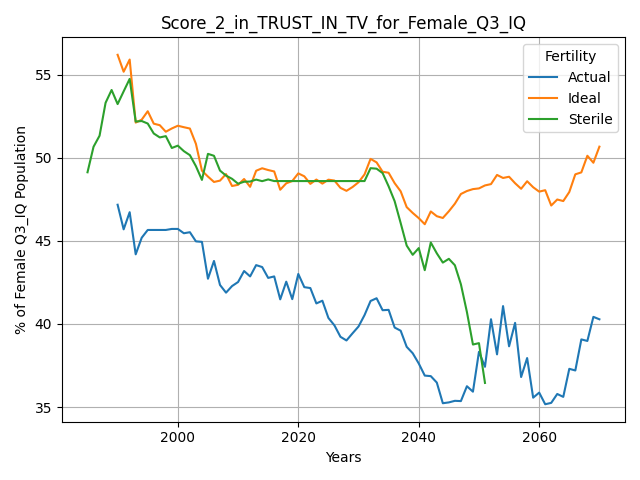 Score_2_in_TRUST_IN_TV_for_Female_Q3_IQ
Fertility
Actual
Ideal
Sterile
% of Female Q3_IQ Population
55
50
45
40
35
2000
2020
2040
2060
Years